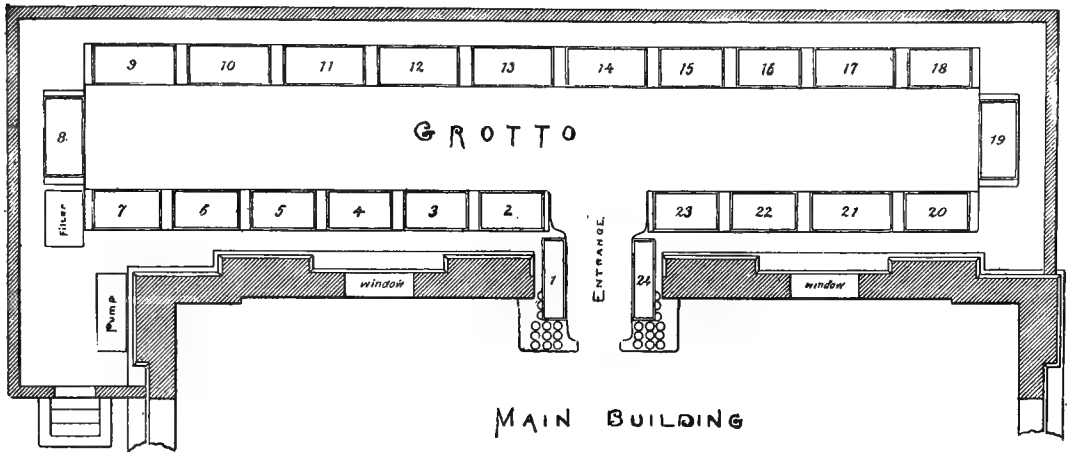 9 10 11 12 13 14 15 16 17 18
8. GROTTO 19
Filter 7 6 5 4 3 2 23 22 21 20
ENTRANGE.
1 24
Pump window window
MAIN BUILDING